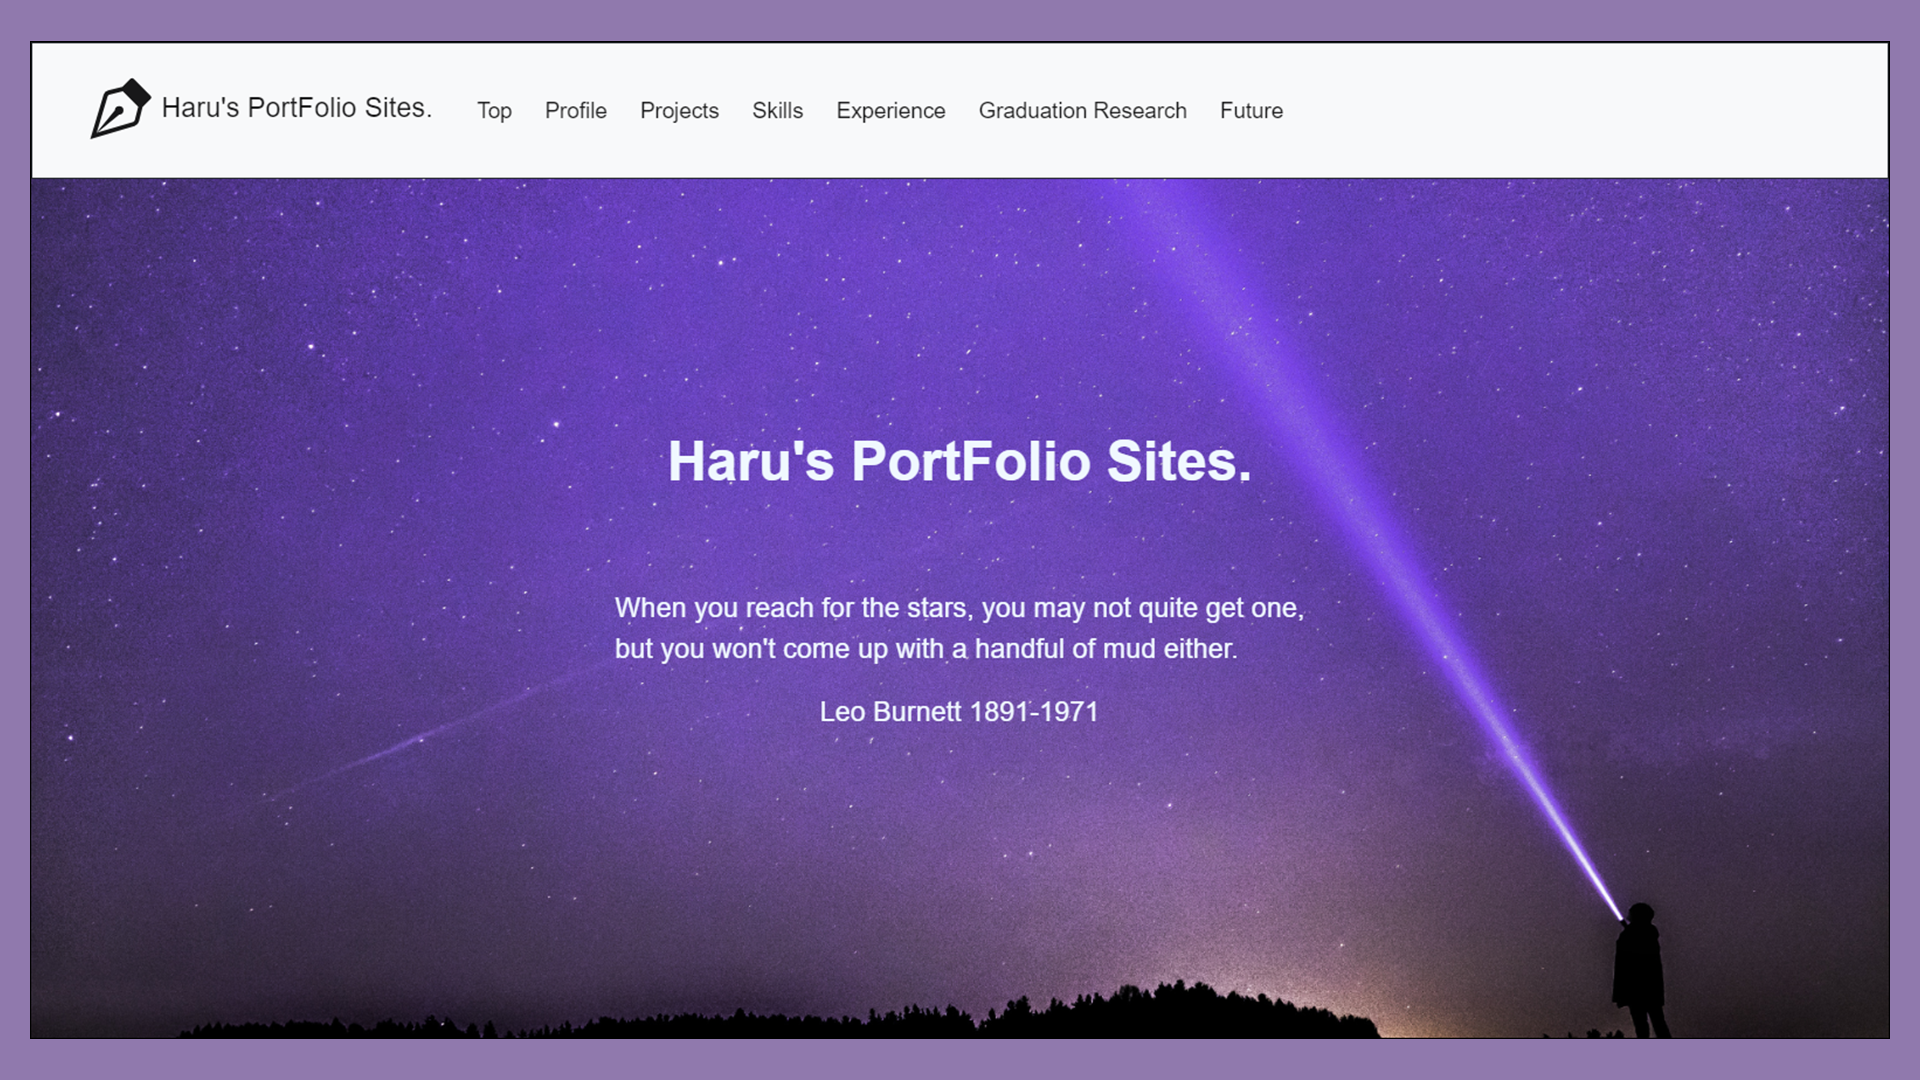 Haru's PortFolio Sites.
Top Profile Projects Skills Experience Graduation Research Future
Haru's PortFolio Sites.
When you reach for the stars, you may not quite get one,
but you won't come up with a handful of mud either.
Leo Burnett 1891-1971